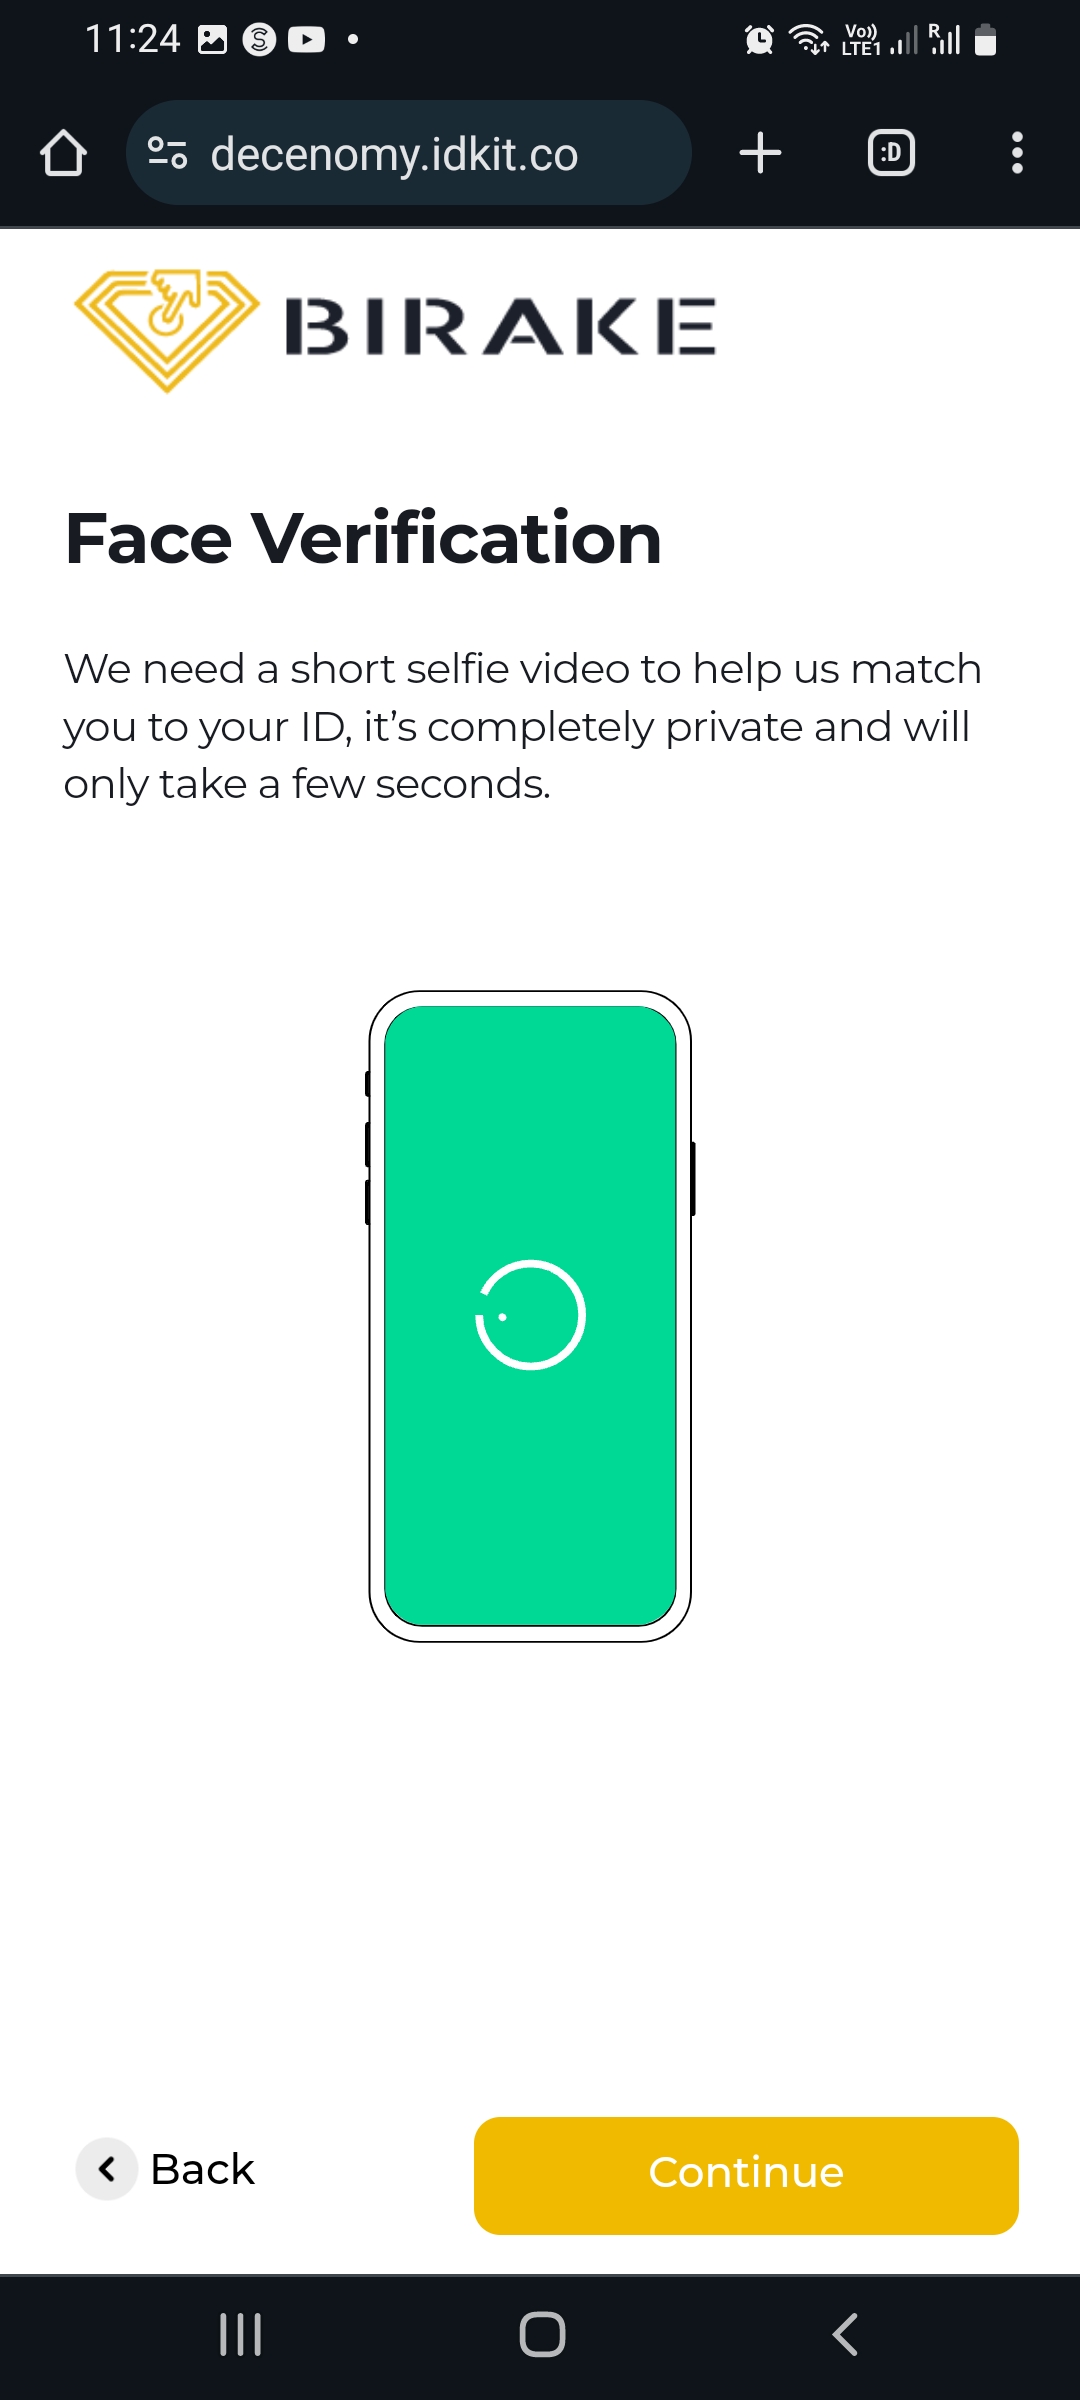 11:24
Vo))
LTE1
R
decenomy.idkit.co
:D
BIRAKE
Face Verification
We need a short selfie video to help us match
you to your ID, it’s completely private and will
only take a few seconds.
Back
Continue